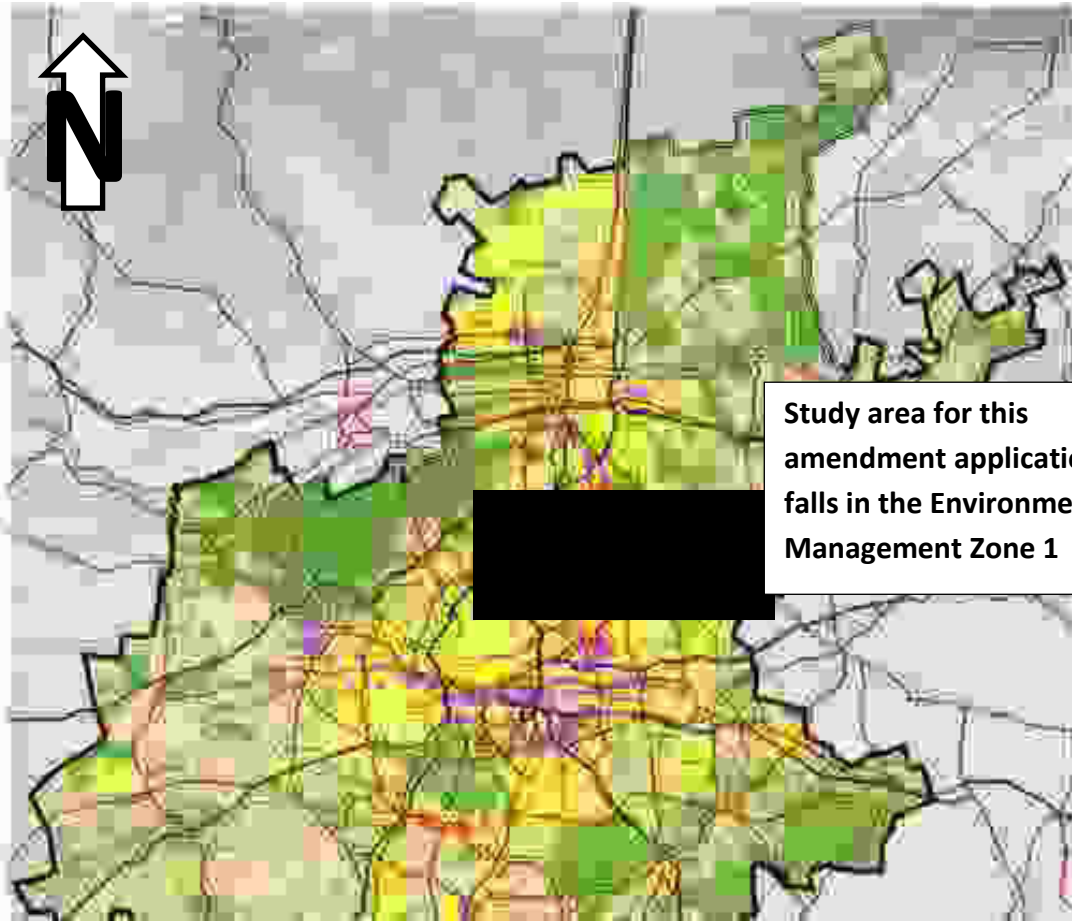 N
Study area for this
amendment applicatio
falls in the Environme
Management Zone 1